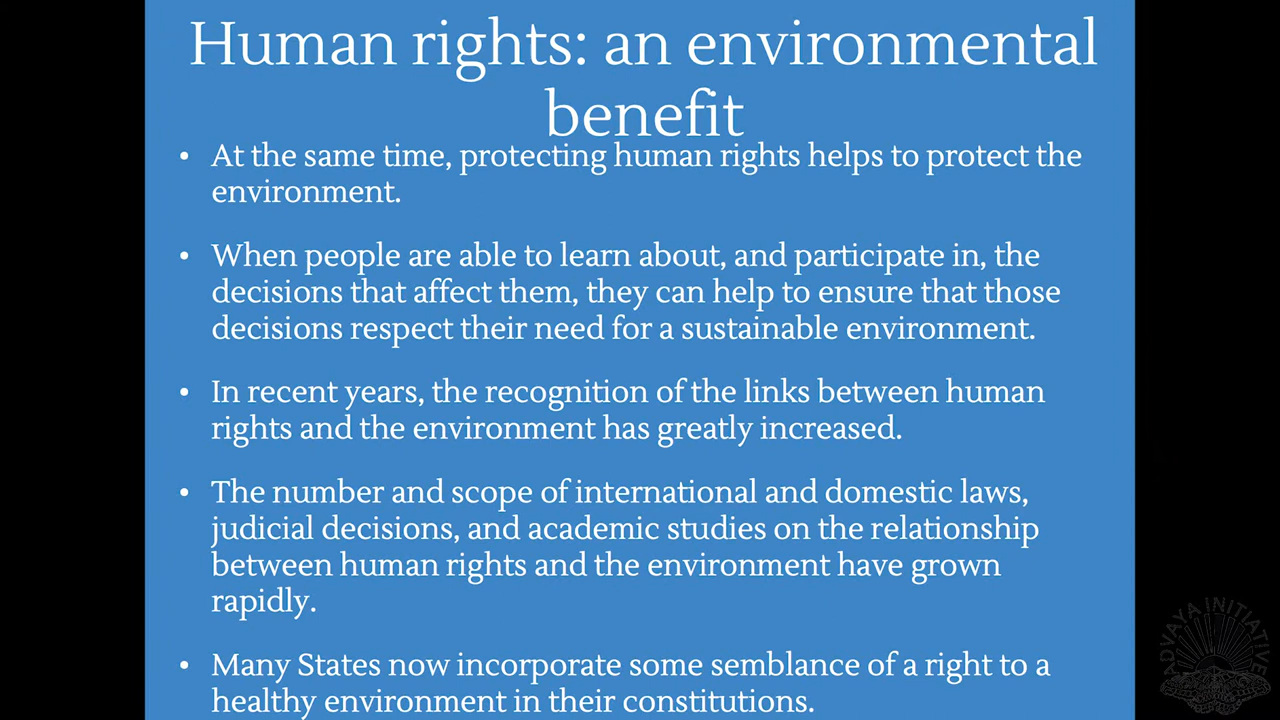 Human rights: an environmental
benefit
• At the same time, protecting human rights helps to protect the
environment.
• When people are able to learn about, and participate in, the
decisions that affect them, they can help to ensure that those
decisions respect their need for a sustainable environment.
• In recent years, the recognition of the links between human
rights and the environment has greatly increased.
• The number and scope of international and domestic laws,
judicial decisions, and academic studies on the relationship
between human rights and the environment have grown
rapidly.
• Many States now incorporate some semblance of a right to a
healthy environment in their constitutions.
ADVAYA INITIATIVE